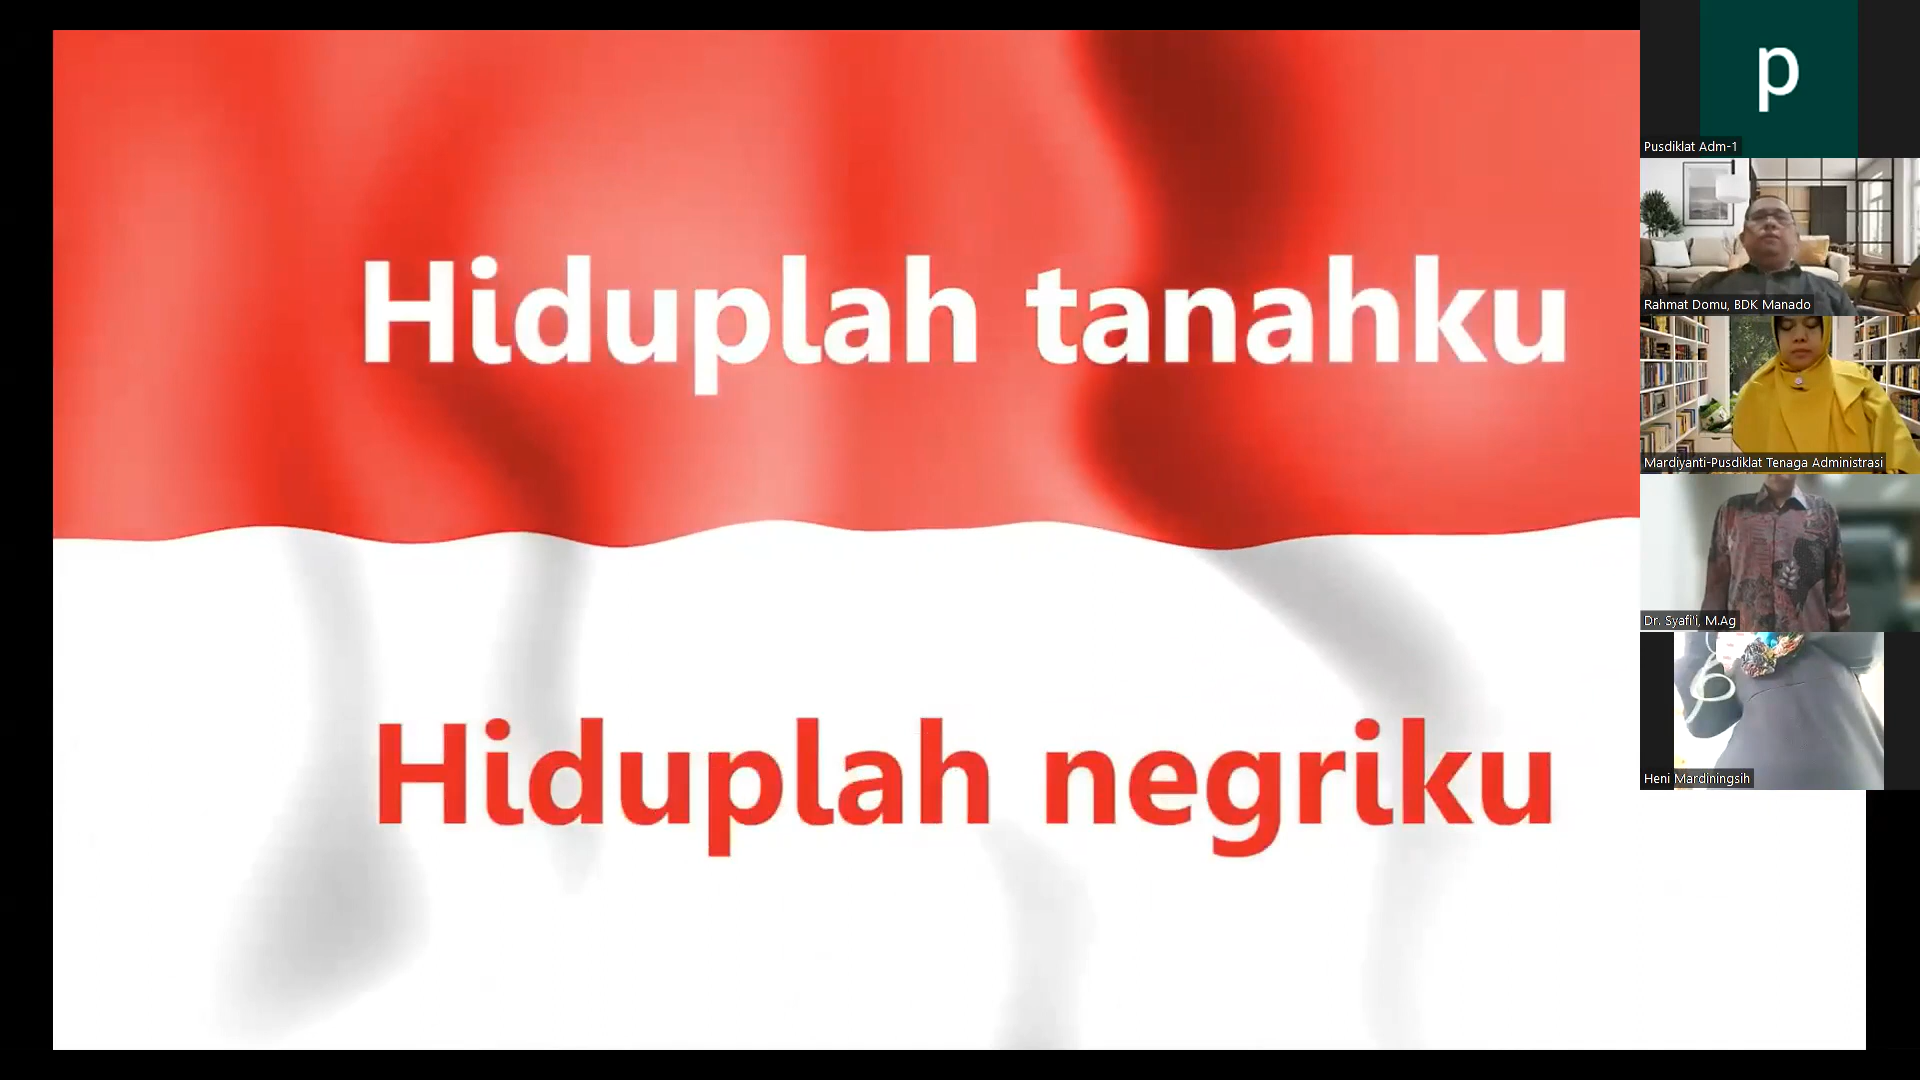 Hiduplah tanahku
Hiduplah negriku
p
Pusdiklat Adm-1
Rahmat Domu, BDK Manado
Mardiyanti-Pusdiklat Tenaga Administrasi
Dr. Syafi'i, M.Ag
Heni Mardiningsih